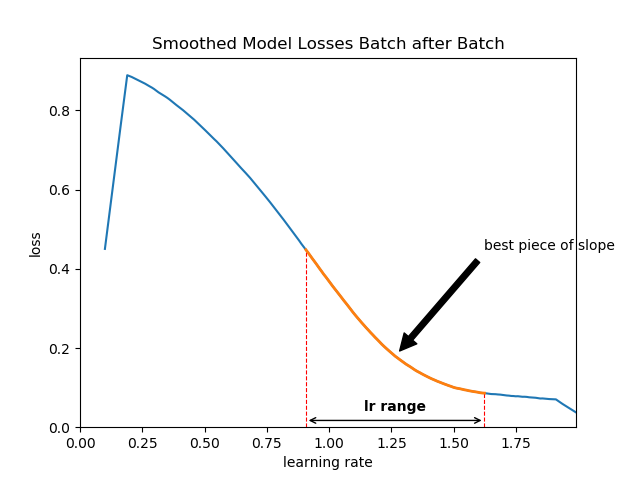 Smoothed Model Losses Batch after Batch
0.8
0.6
loss
best piece of slope
0.4
0.2
lr range
0.0
0.00 0.25 0.50 0.75 1.00 1.25 1.50 1.75
learning rate